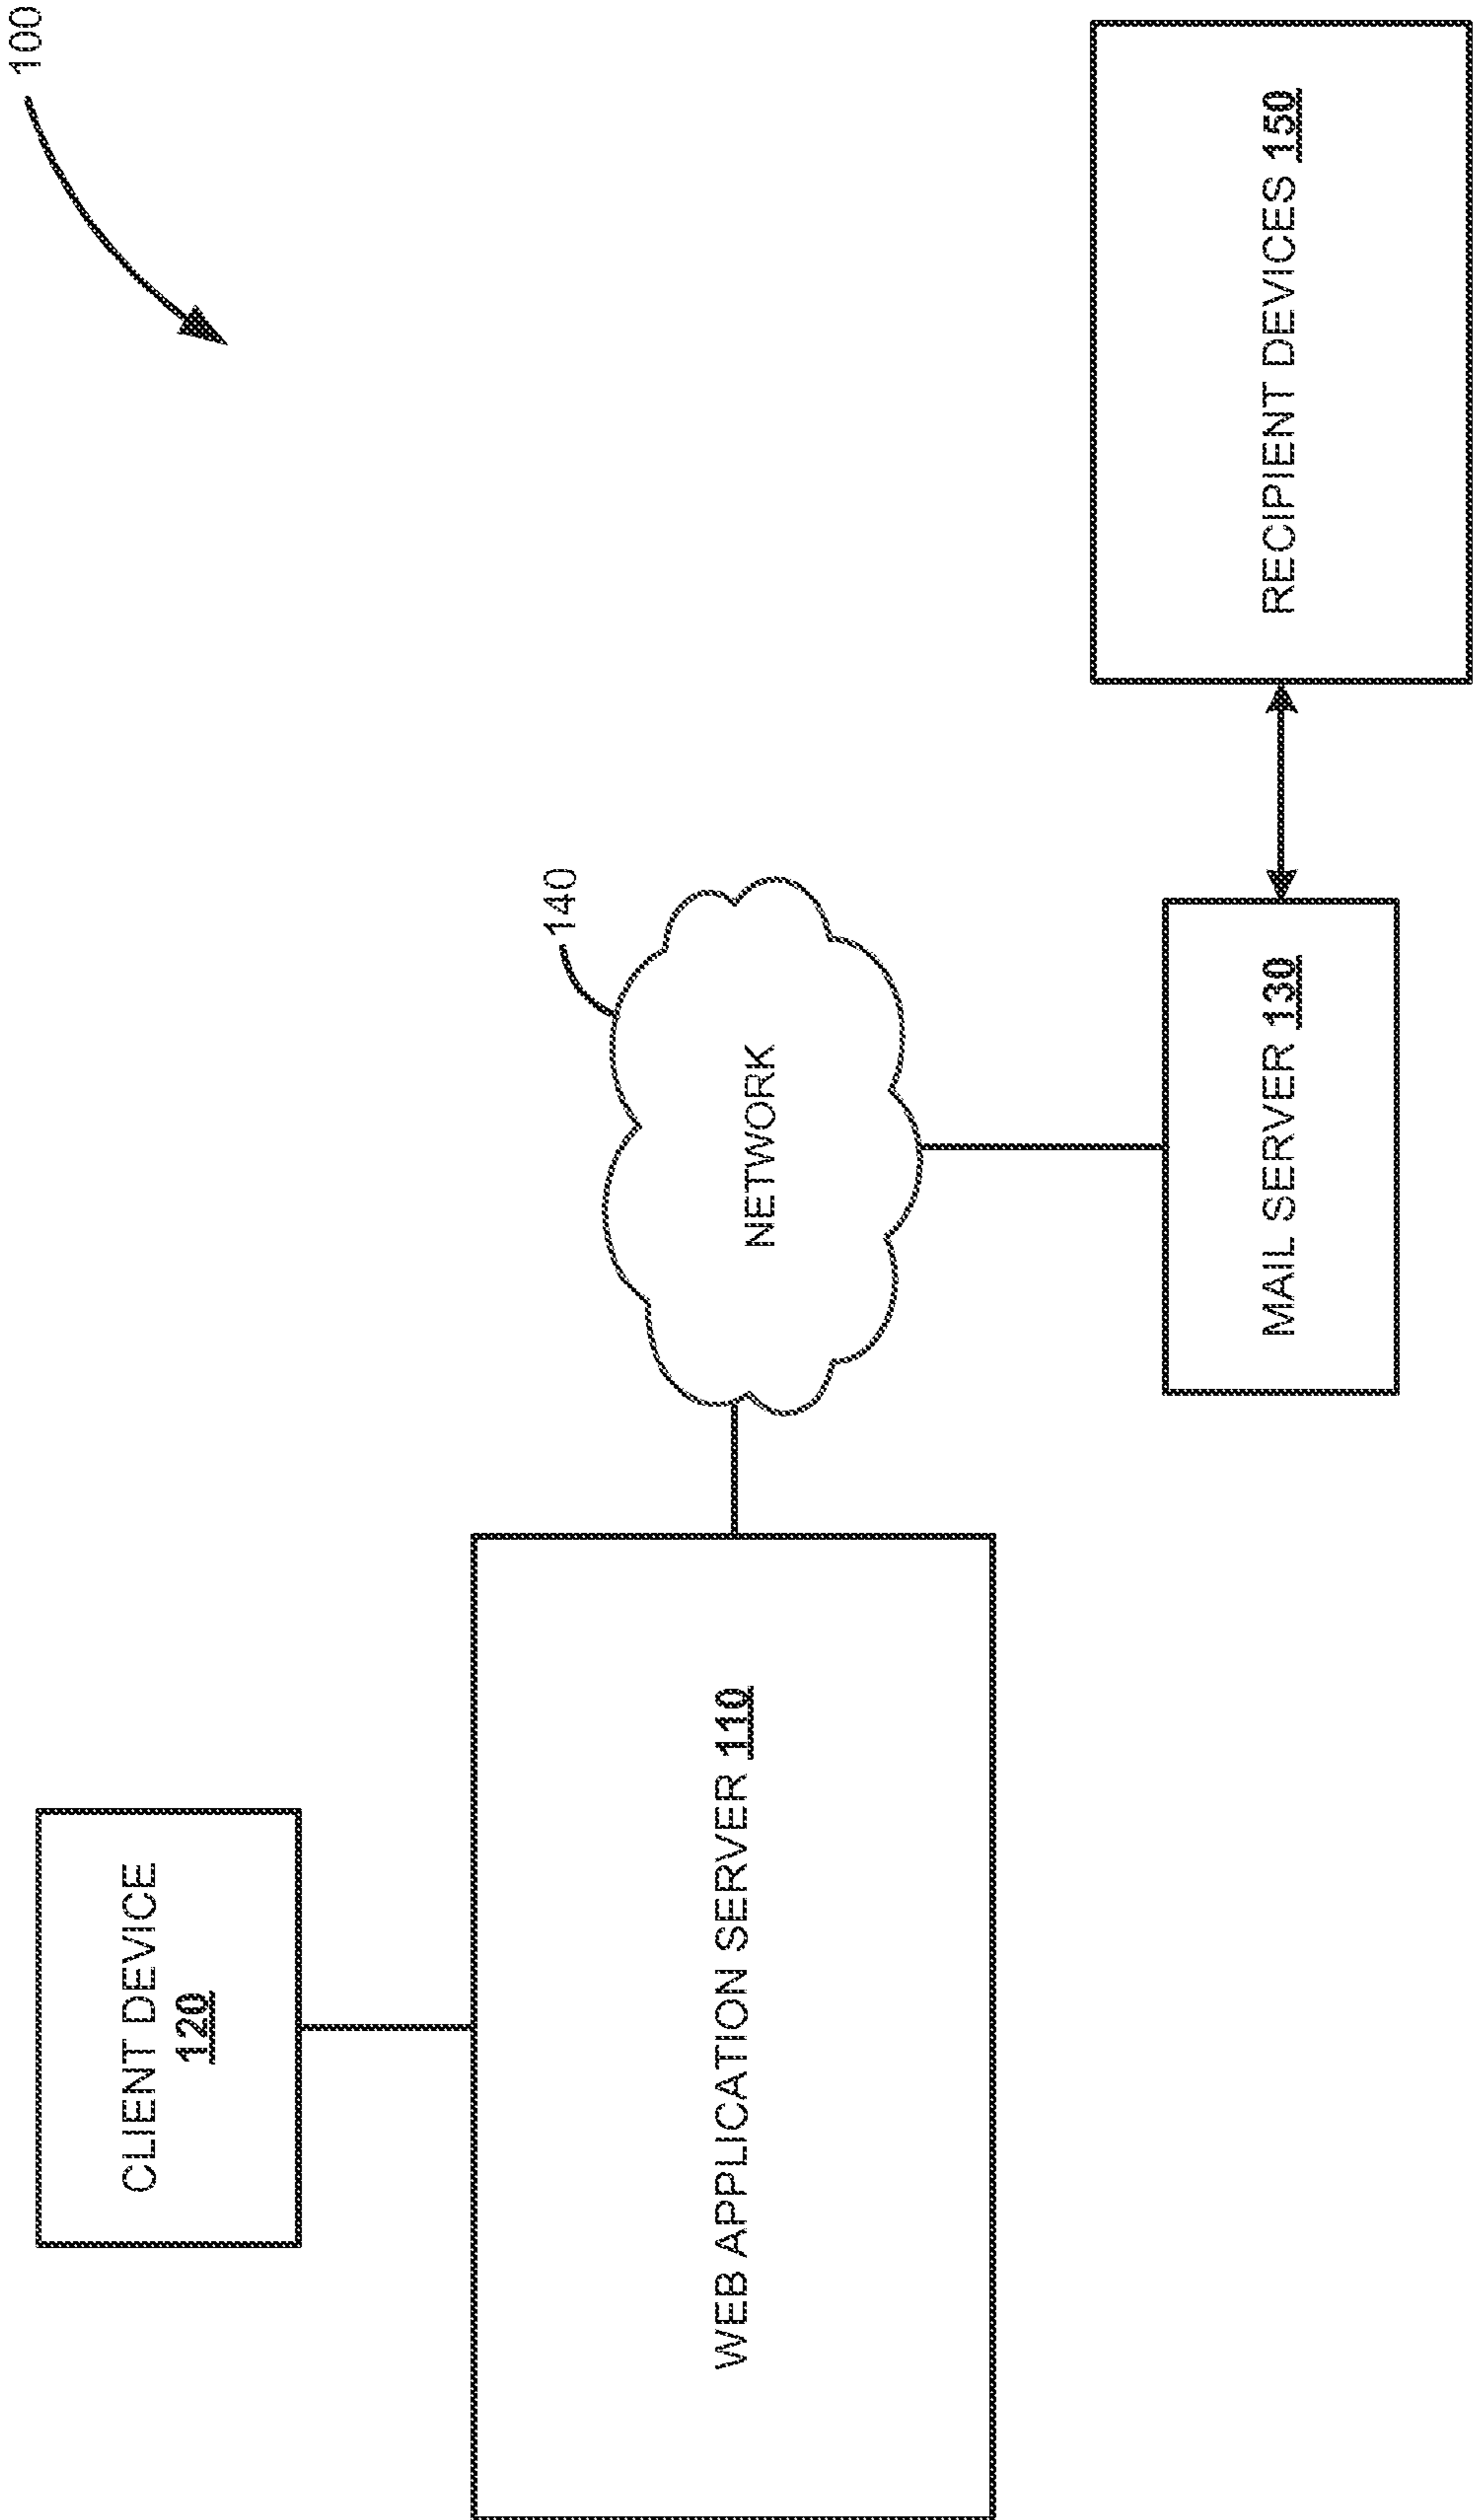 100
CLIENT DEVICE
120
WEB APPLICATION SERVER 110
140
NETWORK
MAIL SERVER 130
RECIPIENT DEVICES 150